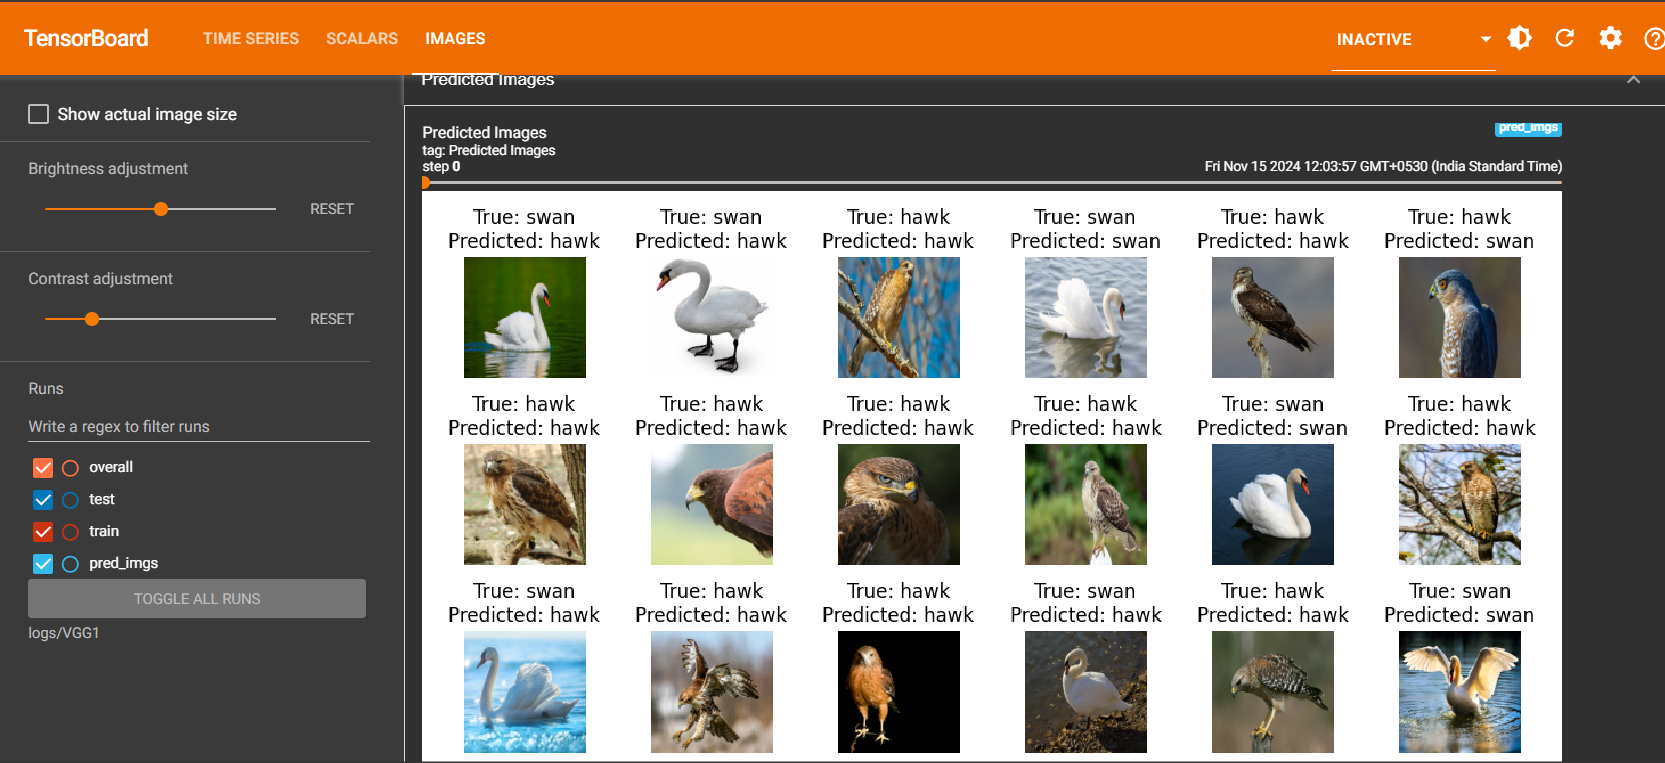 TensorBoard
TIME SERIES SCALARS IMAGES
INACTIVE
Show actual image size
Brightness adjustment
RESET
Contrast adjustment
RESET
Runs
Write a regex to filter runs
overall
test
train
pred_imgs
TOGGLE ALL RUNS
logs/VGG1
Predicted Images
Predicted Images
pred_imgs
tag: Predicted Images
step 0
Fri Nov 15 2024 12:03:57 GMT+0530 (India Standard Time)
True: swan True: swan True: hawk True: swan True: hawk True: hawk
Predicted: hawk Predicted: hawk Predicted: hawk Predicted: swan Predicted: hawk Predicted: swan
True: hawk True: hawk True: hawk True: hawk True: swan True: hawk
Predicted: hawk Predicted: hawk Predicted: hawk Predicted: hawk Predicted: swan Predicted: hawk
True: swan True: hawk True: hawk True: swan True: hawk True: swan
Predicted: hawk Predicted: hawk Predicted: hawk Predicted: hawk Predicted: hawk Predicted: swan